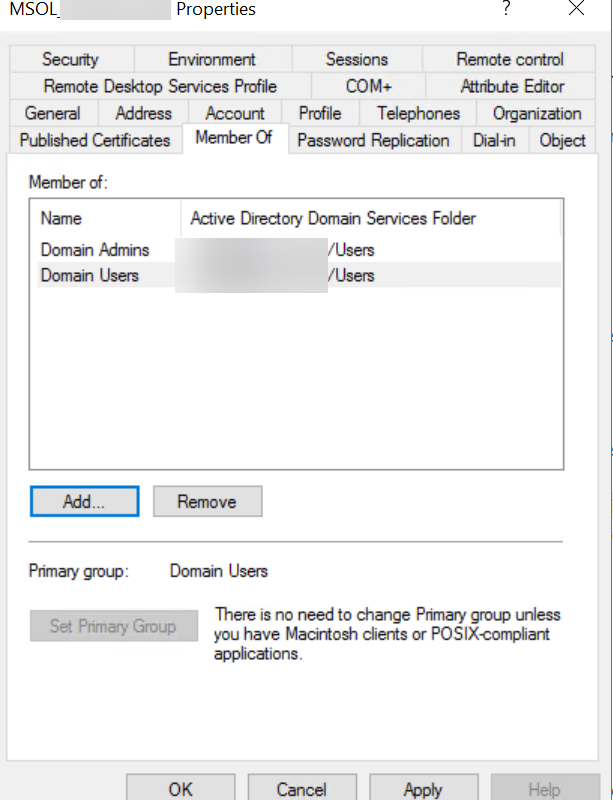 MSOL_ Properties ?
Security Environment Sessions Remote control
Remote Desktop Services Profile COM+ Attribute Editor
General Address Account Profile Telephones Organization
Published Certificates Member Of Password Replication Dial-in Object
Member of:
Name Active Directory Domain Services Folder
Domain Admins /Users
Domain Users /Users
Add... Remove
Primary group: Domain Users
Set Primary Group
There is no need to change Primary group unless
you have Macintosh clients or POSIX-compliant
applications.
OK Cancel Apply Help